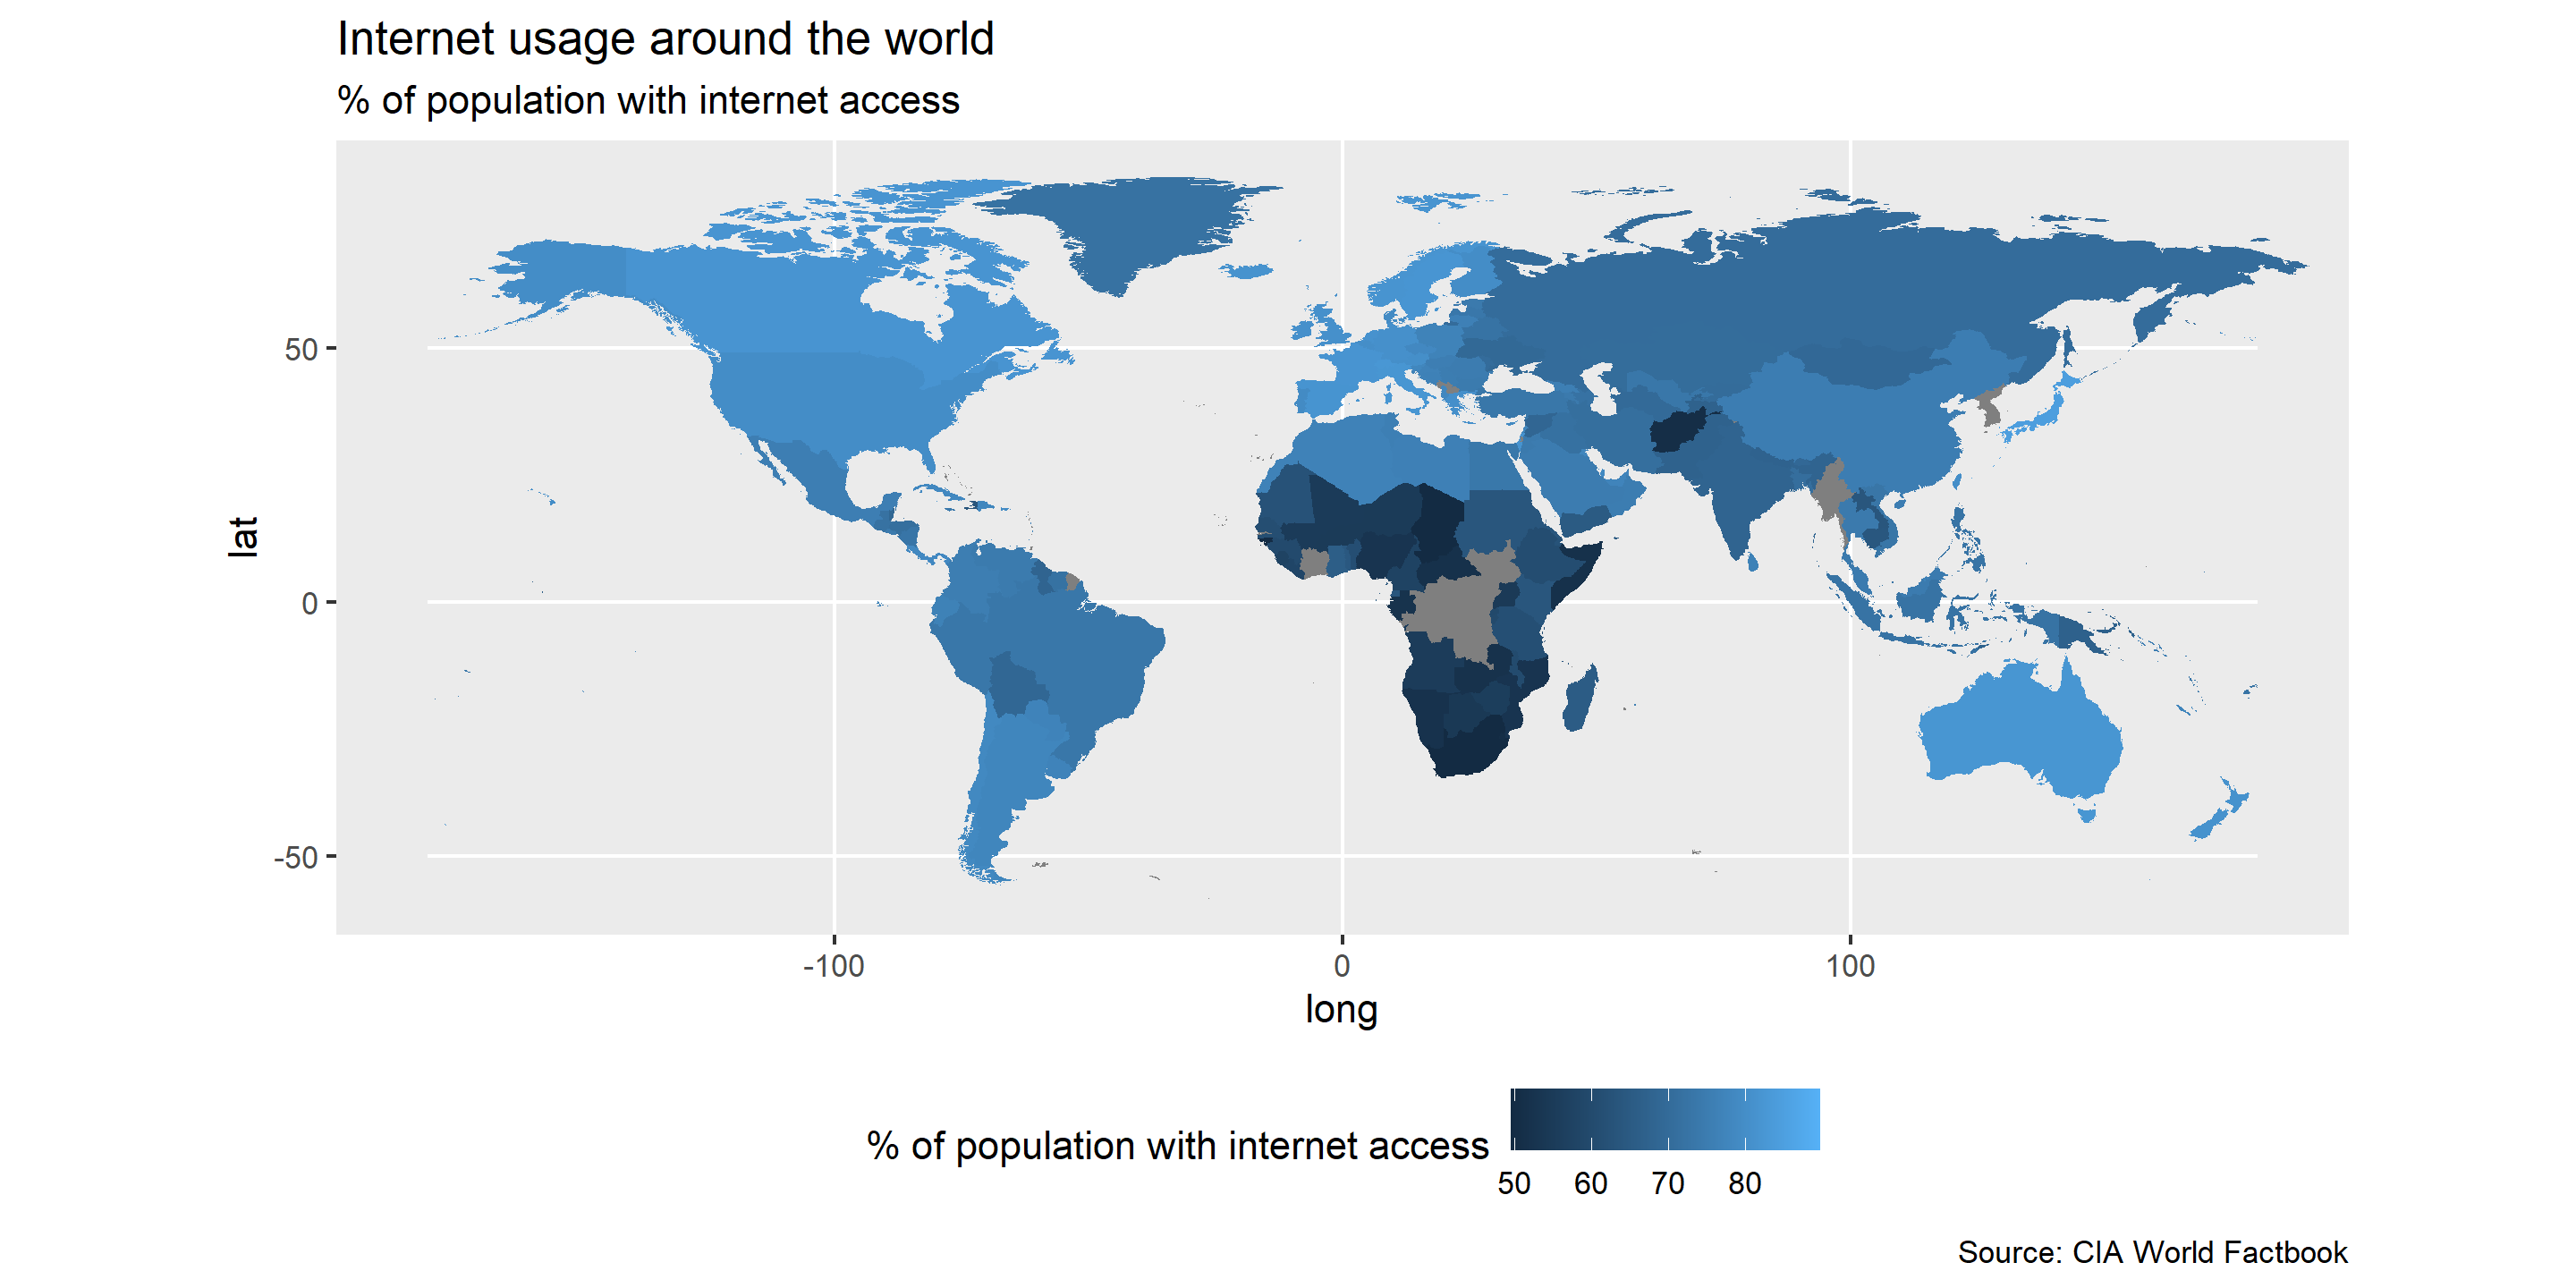 Internet usage around the world
% of population with internet access
50
0
-50
lat
-100 0 100
long
% of population with internet access
50 60 70 80
Source: CIA World Factbook